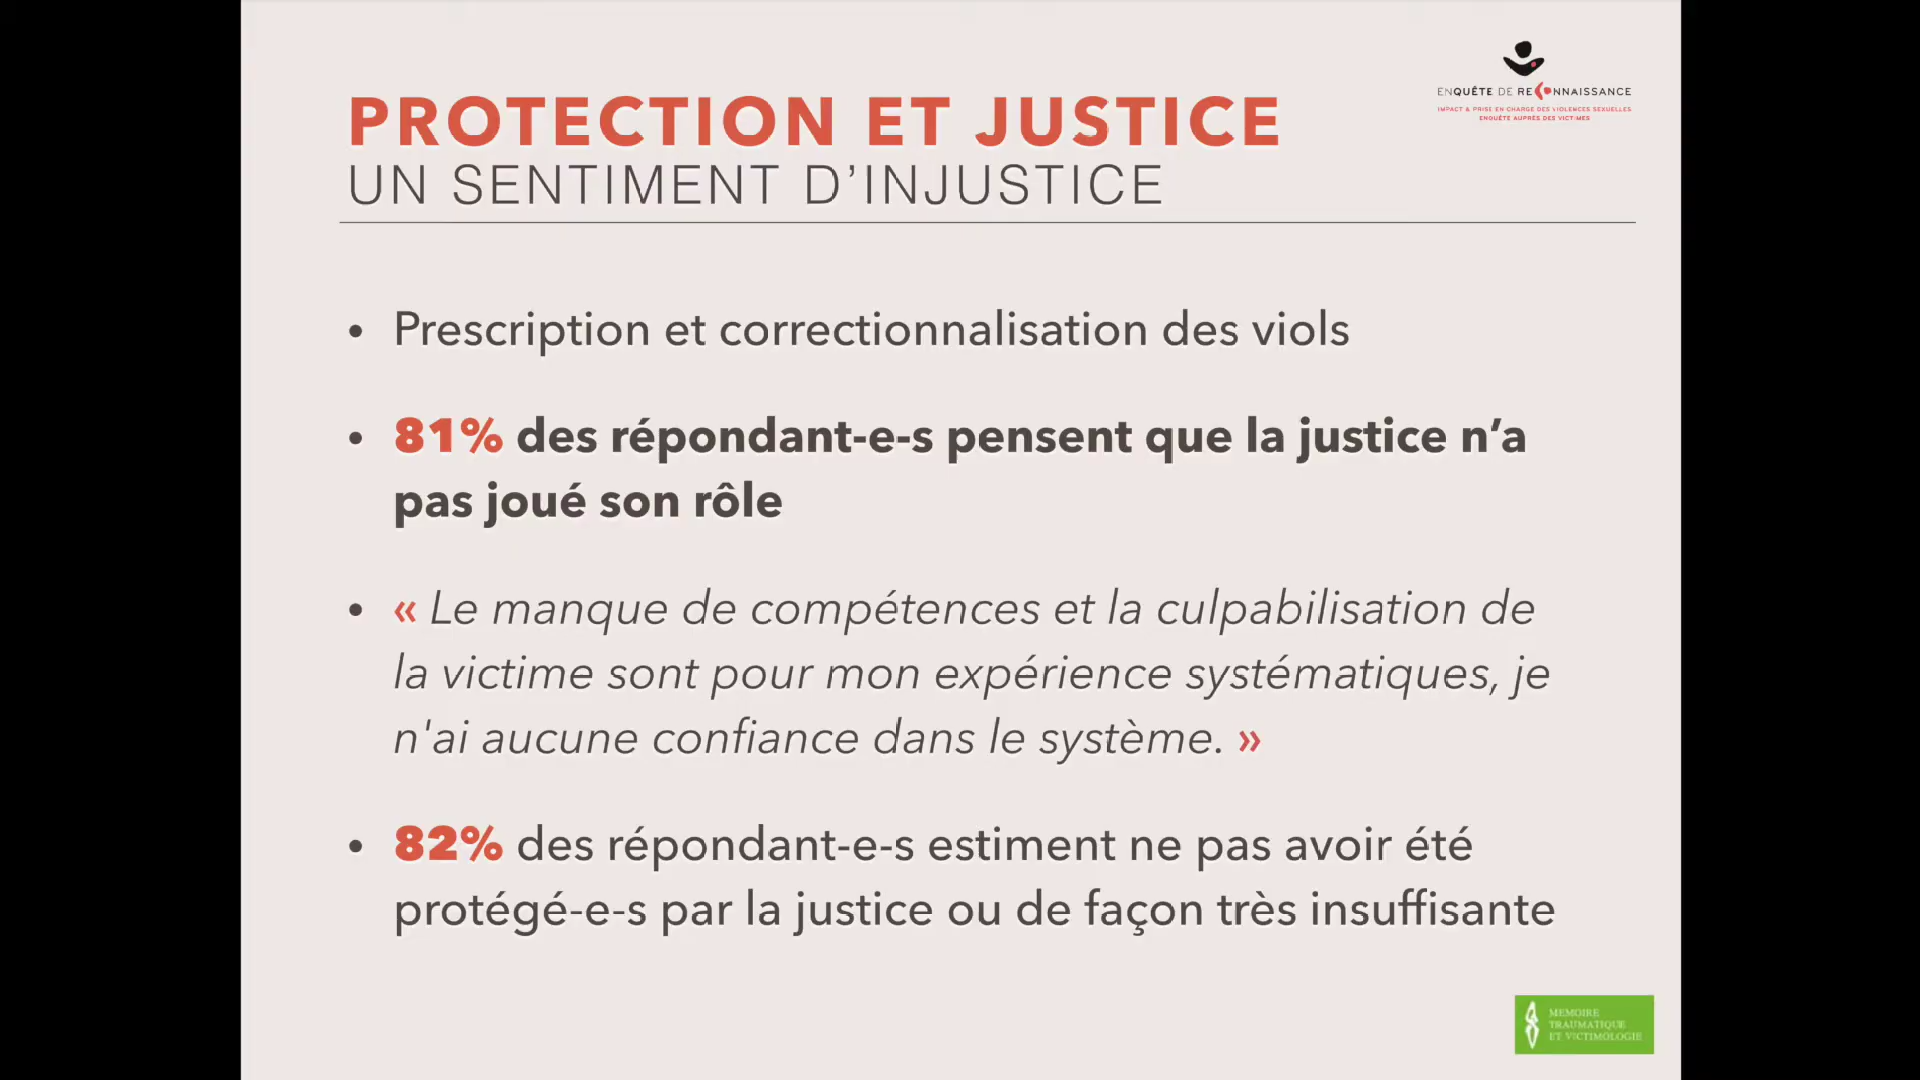 PROTECTION ET JUSTICE
UN SENTIMENT D’INJUSTICE
ENQUÊTE DE RECONNAISSANCE
IMPACT & PRISE EN CHARGE DES VIOLENCES SEXUELLES
ENQUÊTE AUPRÈS DES VICTIMES
• Prescription et correctionnalisation des viols
• 81% des répondant-e-s pensent que la justice n’a
pas joué son rôle
• « Le manque de compétences et la culpabilisation de
la victime sont pour mon expérience systématiques, je
n'ai aucune confiance dans le système. »
• 82% des répondant-e-s estiment ne pas avoir été
protégé-e-s par la justice ou de façon très insuffisante
MEMOIRE
TRAUMATIQUE
ET VICTIMOLOGIE